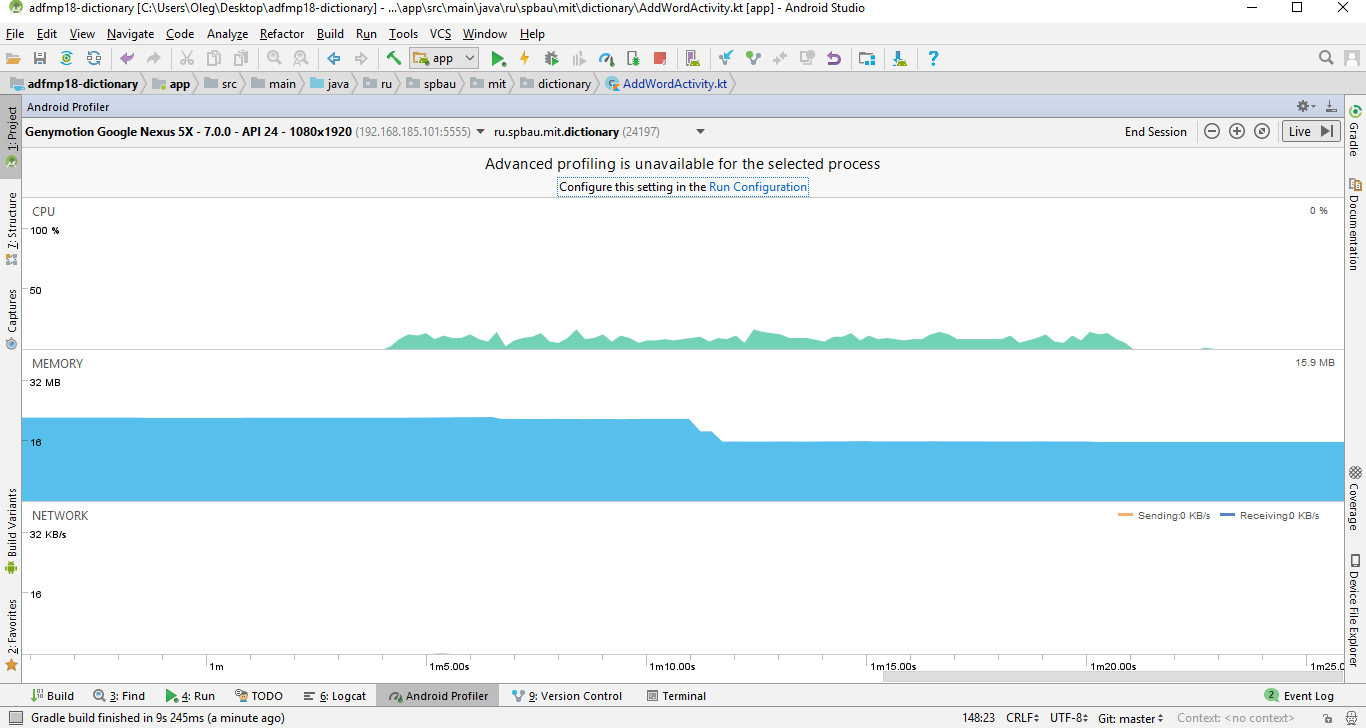 adfmp18-dictionary [C:\Users\Oleg\Desktop\adfmp18-dictionary] - ...\app\src\main\java\ru\spbau\mit\dictionary\AddWordActivity.kt [app] - Android Studio
File Edit View Navigate Code Analyze Refactor Build Run Tools VCS Window Help
app
adfmp18-dictionary app src main java ru spbau mit dictionary AddWordActivity.kt
Android Profiler
Genymotion Google Nexus 5X - 7.0.0 - API 24 - 1080x1920 (192.168.185.101:5555) ru.spbau.mit.dictionary (24197) End Session Live
Advanced profiling is unavailable for the selected process
Configure this setting in the Run Configuration
CPU 0 %
100 %
50
MEMORY 15.9 MB
32 MB
16
NETWORK Sending:0 KB/s Receiving:0 KB/s
32 KB/s
16
1m 1m5.00s 1m10.00s 1m15.00s 1m20.00s 1m25.0
1: Project
7: Structure
Captures
Build Variants
2: Favorites
Gradle
Documentation
Coverage
Device File Explorer
Build 3: Find 4: Run TODO 6: Logcat Android Profiler 9: Version Control Terminal 2 Event Log
Gradle build finished in 9s 245ms (a minute ago) 148:23 CRLF UTF-8 Git: master Context: <no context>